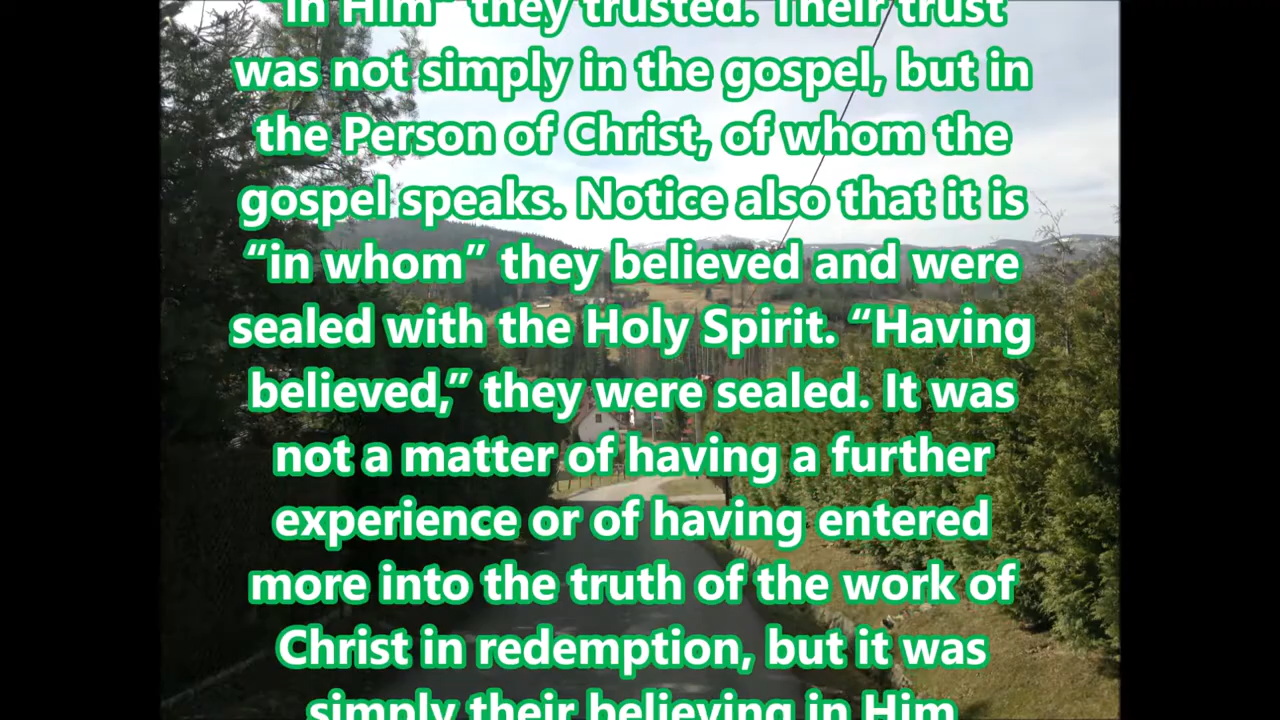 "in Him" they trusted. Their trust
was not simply in the gospel, but in
the Person of Christ, of whom the
gospel speaks. Notice also that it is
“in whom” they believed and were
sealed with the Holy Spirit. “Having
believed,” they were sealed. It was
not a matter of having a further
experience or of having entered
more into the truth of the work of
Christ in redemption, but it was
simply their believing in Him